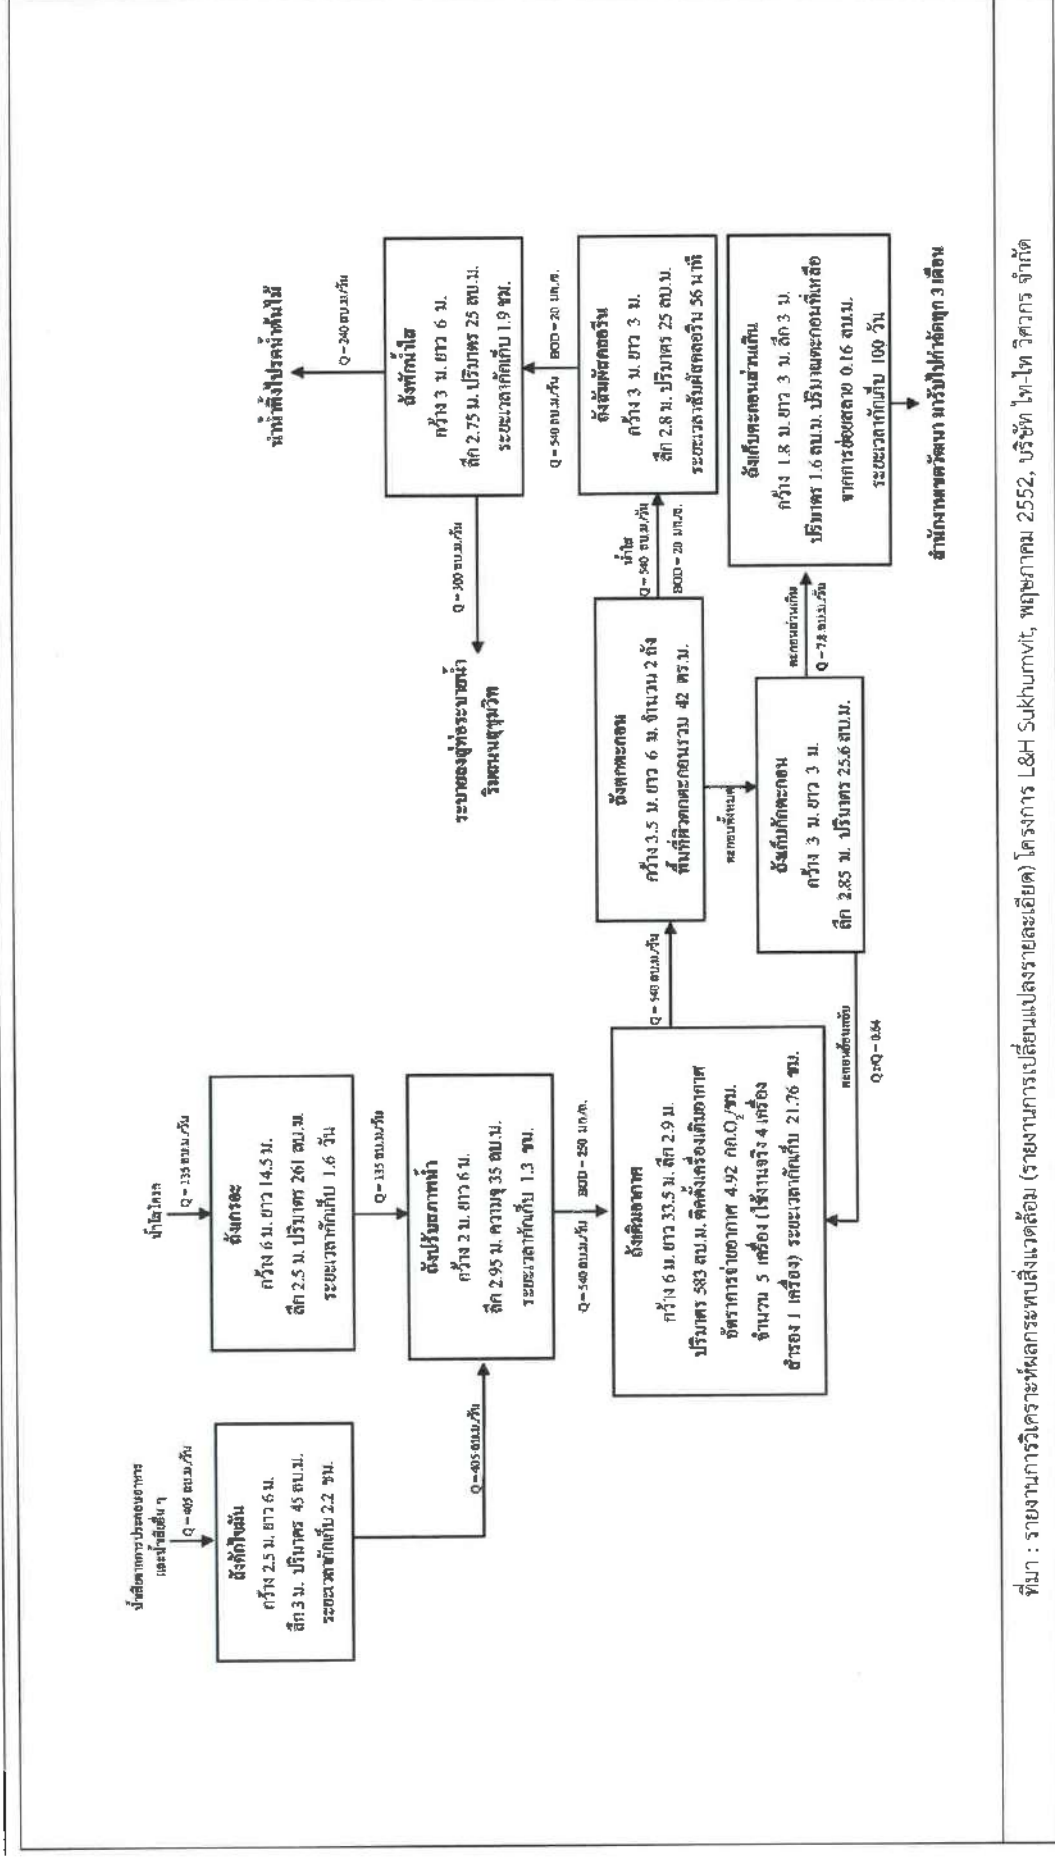 น้ำเสียจากการประกอบอาหาร
และน้ำเสียอื่น ๆ
Q = 405 ลบ.ม./วัน
ถังดักไขมัน
กว้าง 2.5 ม. ยาว 6 ม.
ลึก 3 ม. ปริมาตร 45 ลบ.ม.
ระยะเวลากักเก็บ 2.2 ชม.
Q = 405 ลบ.ม./วัน
น้ำโสโครก
Q = 135 ลบ.ม./วัน
ถังเกรอะ
กว้าง 6 ม. ยาว 14.5 ม.
ลึก 2.5 ม. ปริมาตร 261 ลบ.ม.
ระยะเวลากักเก็บ 1.6 วัน
Q = 135 ลบ.ม./วัน
ถังปรับสภาพน้ำ
กว้าง 2 ม. ยาว 6 ม.
ลึก 2.95 ม. ความจุ 35 ลบ.ม.
ระยะเวลากักเก็บ 1.3 ชม.
Q = 540 ลบ.ม./วัน BOD = 250 มก./ล.
ถังเติมอากาศ
กว้าง 6 ม. ยาว 33.5 ม. ลึก 2.9 ม.
ปริมาตร 583 ลบ.ม. ติดตั้งเครื่องเติมอากาศ
อัตราการจ่ายอากาศ 4.92 กก.O2/ชม.
จำนวน 5 เครื่อง (ใช้งานจริง 4 เครื่อง
สำรอง 1 เครื่อง) ระยะเวลากักเก็บ 21.76 ชม.
Q = 540 ลบ.ม./วัน
ถังตกตะกอน
กว้าง 3.5 ม. ยาว 6 ม. จำนวน 2 ถัง
พื้นที่ผิวตกตะกอนรวม 42 ตร.ม.
ตะกอนทั้งหมด
ถังเก็บกักตะกอน
กว้าง 3 ม. ยาว 3 ม.
ลึก 2.85 ม. ปริมาตร 25.6 ลบ.ม.
ตะกอนย้อนกลับ
Qr/Q = 0.64
ตะกอนส่วนเกิน
Q = 7.8 ลบ.ม./วัน
ถังเก็บตะกอนส่วนเกิน
กว้าง 1.8 ม. ยาว 3 ม. ลึก 3 ม.
ปริมาตร 1.6 ลบ.ม. ปริมาณตะกอนที่เหลือ
จากการย่อยสลาย 0.16 ลบ.ม.
ระยะเวลากักเก็บ 100 วัน
สำนักงานเขตวัฒนา มารับไปกำจัดทุก 3 เดือน
น้ำใส
Q = 540 ลบ.ม./วัน
BOD = 20 มก./ล.
ถังสัมผัสคลอรีน
กว้าง 3 ม. ยาว 3 ม.
ลึก 2.8 ม. ปริมาตร 25 ลบ.ม.
ระยะเวลาสัมผัสคลอรีน 56 นาที
Q = 540 ลบ.ม./วัน BOD = 20 มก./ล.
ถังพักน้ำใส
กว้าง 3 ม. ยาว 6 ม.
ลึก 2.75 ม. ปริมาตร 25 ลบ.ม.
ระยะเวลากักเก็บ 1.9 ชม.
Q = 240 ลบ.ม./วัน
นำน้ำทิ้งไปรดน้ำต้นไม้
Q = 300 ลบ.ม./วัน
ระบายลงสู่ท่อระบายน้ำ
ริมถนนสุขุมวิท
ที่มา : รายงานการวิเคราะห์ผลกระทบสิ่งแวดล้อม (รายงานการเปลี่ยนแปลงรายละเอียด) โครงการ L&H Sukhumvit, พฤษภาคม 2552, บริษัท ไท-ไท วิศวกร จำกัด